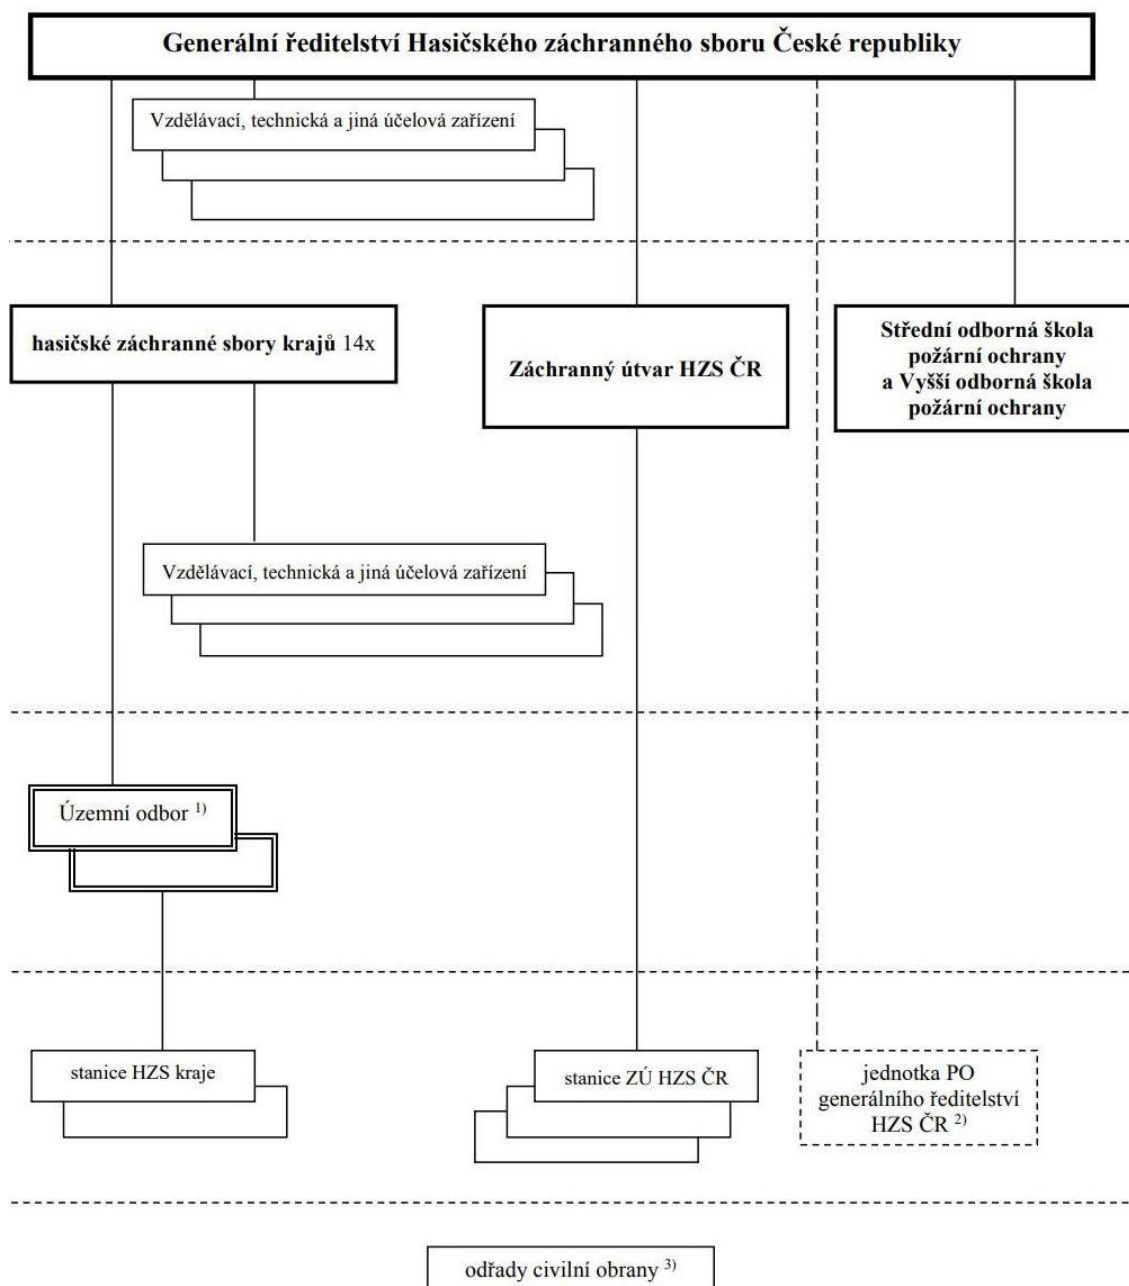 Generální ředitelství Hasičského záchranného sboru České republiky
Vzdělávací, technická a jiná účelová zařízení
hasičské záchranné sbory krajů 14x
Záchranný útvar HZS ČR
Střední odborná škola
požární ochrany
a Vyšší odborná škola
požární ochrany
Vzdělávací, technická a jiná účelová zařízení
Územní odbor 1)
stanice HZS kraje
stanice ZÚ HZS ČR
jednotka PO
generálního ředitelství
HZS ČR 2)
odřady civilní obrany 3)